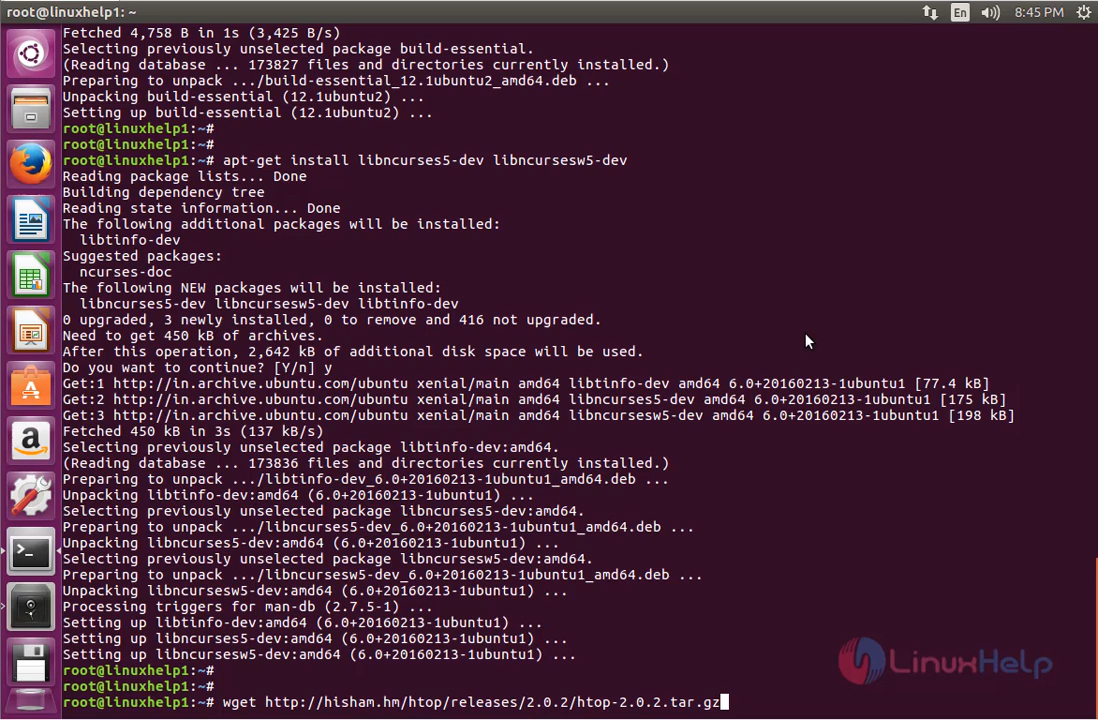 root@linuxhelp1: ~
En
8:45 PM
Fetched 4,758 B in 1s (3,425 B/s)
Selecting previously unselected package build-essential.
(Reading database ... 173827 files and directories currently installed.)
Preparing to unpack .../build-essential_12.1ubuntu2_amd64.deb ...
Unpacking build-essential (12.1ubuntu2) ...
Setting up build-essential (12.1ubuntu2) ...
root@linuxhelp1:~#
root@linuxhelp1:~#
root@linuxhelp1:~# apt-get install libncurses5-dev libncursesw5-dev
Reading package lists... Done
Building dependency tree
Reading state information... Done
The following additional packages will be installed:
  libtinfo-dev
Suggested packages:
  ncurses-doc
The following NEW packages will be installed:
  libncurses5-dev libncursesw5-dev libtinfo-dev
0 upgraded, 3 newly installed, 0 to remove and 416 not upgraded.
Need to get 450 kB of archives.
After this operation, 2,642 kB of additional disk space will be used.
Do you want to continue? [Y/n] y
Get:1 http://in.archive.ubuntu.com/ubuntu xenial/main amd64 libtinfo-dev amd64 6.0+20160213-1ubuntu1 [77.4 kB]
Get:2 http://in.archive.ubuntu.com/ubuntu xenial/main amd64 libncurses5-dev amd64 6.0+20160213-1ubuntu1 [175 kB]
Get:3 http://in.archive.ubuntu.com/ubuntu xenial/main amd64 libncursesw5-dev amd64 6.0+20160213-1ubuntu1 [198 kB]
Fetched 450 kB in 3s (137 kB/s)
Selecting previously unselected package libtinfo-dev:amd64.
(Reading database ... 173836 files and directories currently installed.)
Preparing to unpack .../libtinfo-dev_6.0+20160213-1ubuntu1_amd64.deb ...
Unpacking libtinfo-dev:amd64 (6.0+20160213-1ubuntu1) ...
Selecting previously unselected package libncurses5-dev:amd64.
Preparing to unpack .../libncurses5-dev_6.0+20160213-1ubuntu1_amd64.deb ...
Unpacking libncurses5-dev:amd64 (6.0+20160213-1ubuntu1) ...
Selecting previously unselected package libncursesw5-dev:amd64.
Preparing to unpack .../libncursesw5-dev_6.0+20160213-1ubuntu1_amd64.deb ...
Unpacking libncursesw5-dev:amd64 (6.0+20160213-1ubuntu1) ...
Processing triggers for man-db (2.7.5-1) ...
Setting up libtinfo-dev:amd64 (6.0+20160213-1ubuntu1) ...
Setting up libncurses5-dev:amd64 (6.0+20160213-1ubuntu1) ...
Setting up libncursesw5-dev:amd64 (6.0+20160213-1ubuntu1) ...
root@linuxhelp1:~#
root@linuxhelp1:~#
root@linuxhelp1:~# wget http://hisham.hm/htop/releases/2.0.2/htop-2.0.2.tar.gz
LinuxHelp